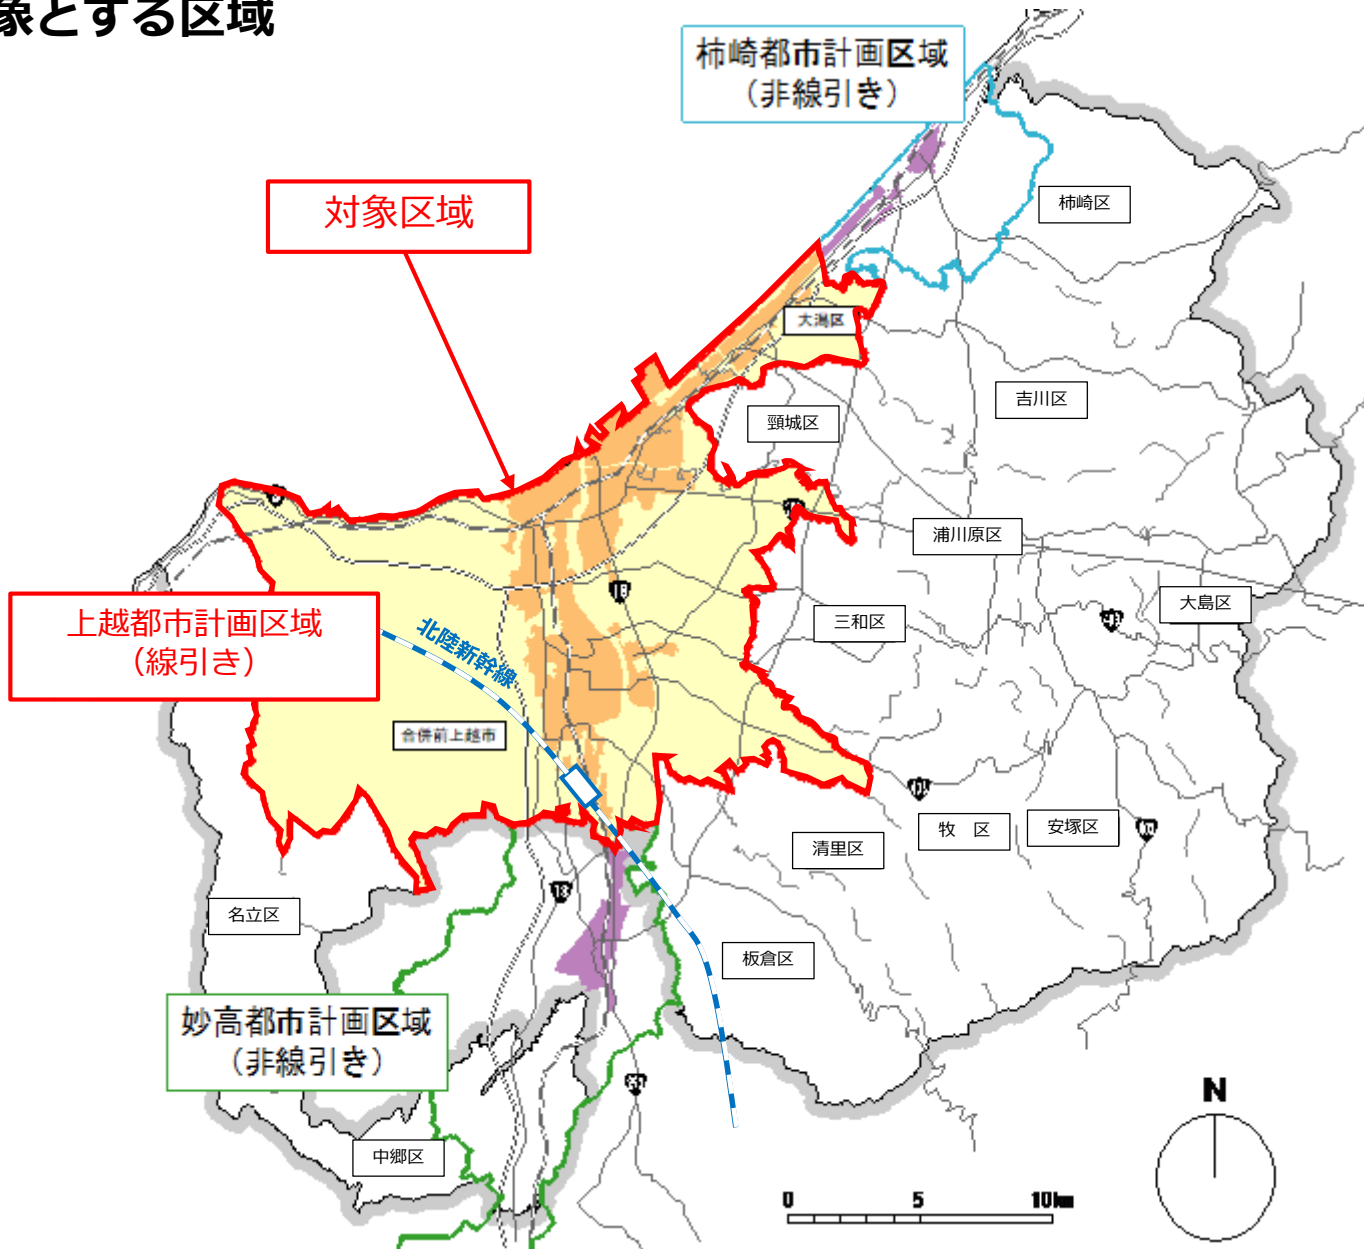 象とする区域
柿崎都市計画区域
（非線引き）
対象区域
柿崎区
大潟区
吉川区
頸城区
浦川原区
大島区
三和区
上越都市計画区域
（線引き）
北陸新幹線
18
合併前上越市
牧　区
安塚区
清里区
18
名立区
板倉区
妙高都市計画区域
（非線引き）
中郷区
N
0 5 10km